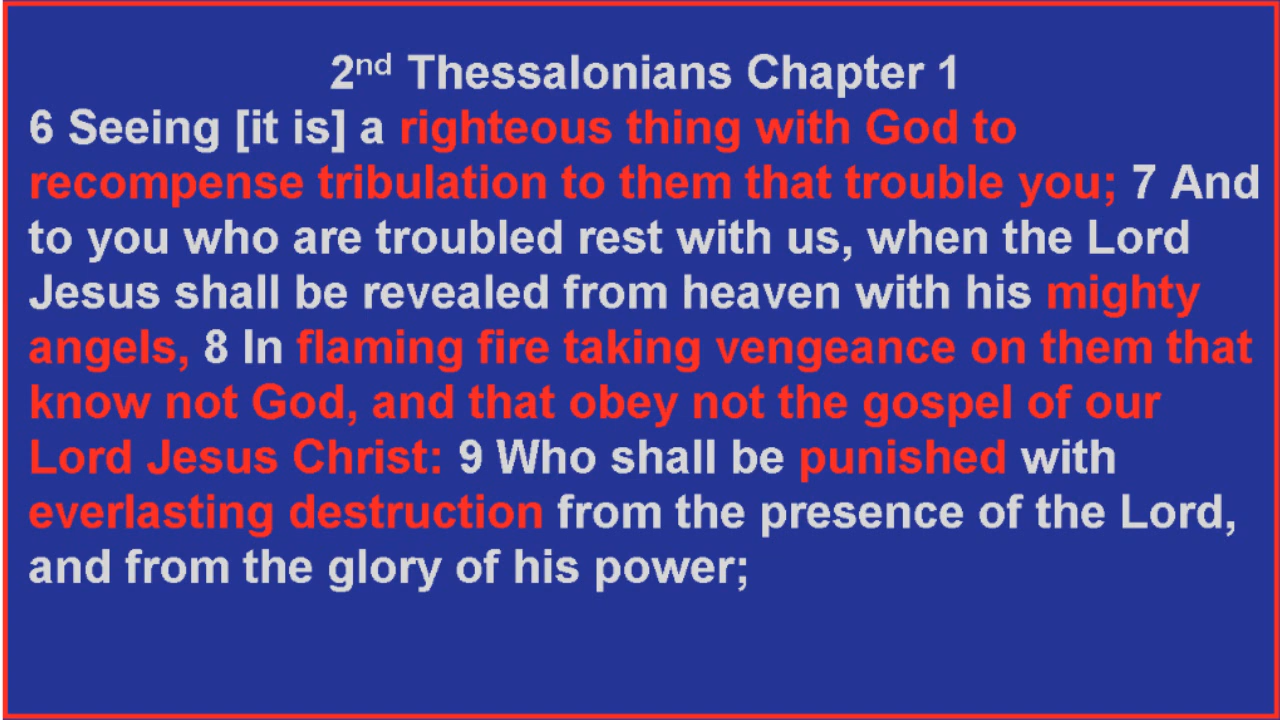 2nd Thessalonians Chapter 1
6 Seeing [it is] a righteous thing with God to
recompense tribulation to them that trouble you; 7 And
to you who are troubled rest with us, when the Lord
Jesus shall be revealed from heaven with his mighty
angels, 8 In flaming fire taking vengeance on them that
know not God, and that obey not the gospel of our
Lord Jesus Christ: 9 Who shall be punished with
everlasting destruction from the presence of the Lord,
and from the glory of his power;